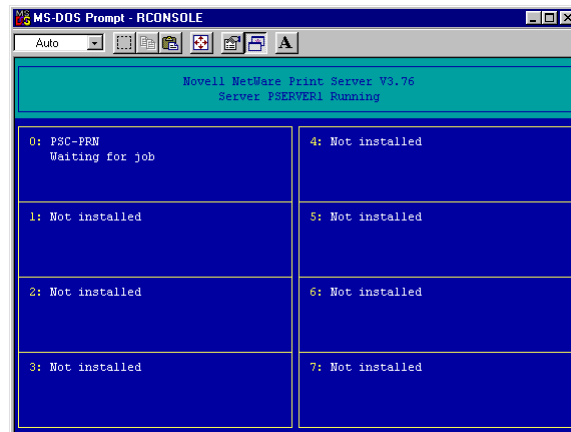 MS-DOS Prompt - RCONSOLE
Auto
A
Novell NetWare Print Server V3.76
Server PSERVER1 Running
0: PSC-PRN
Waiting for job
4: Not installed
1: Not installed
5: Not installed
2: Not installed
6: Not installed
3: Not installed
7: Not installed